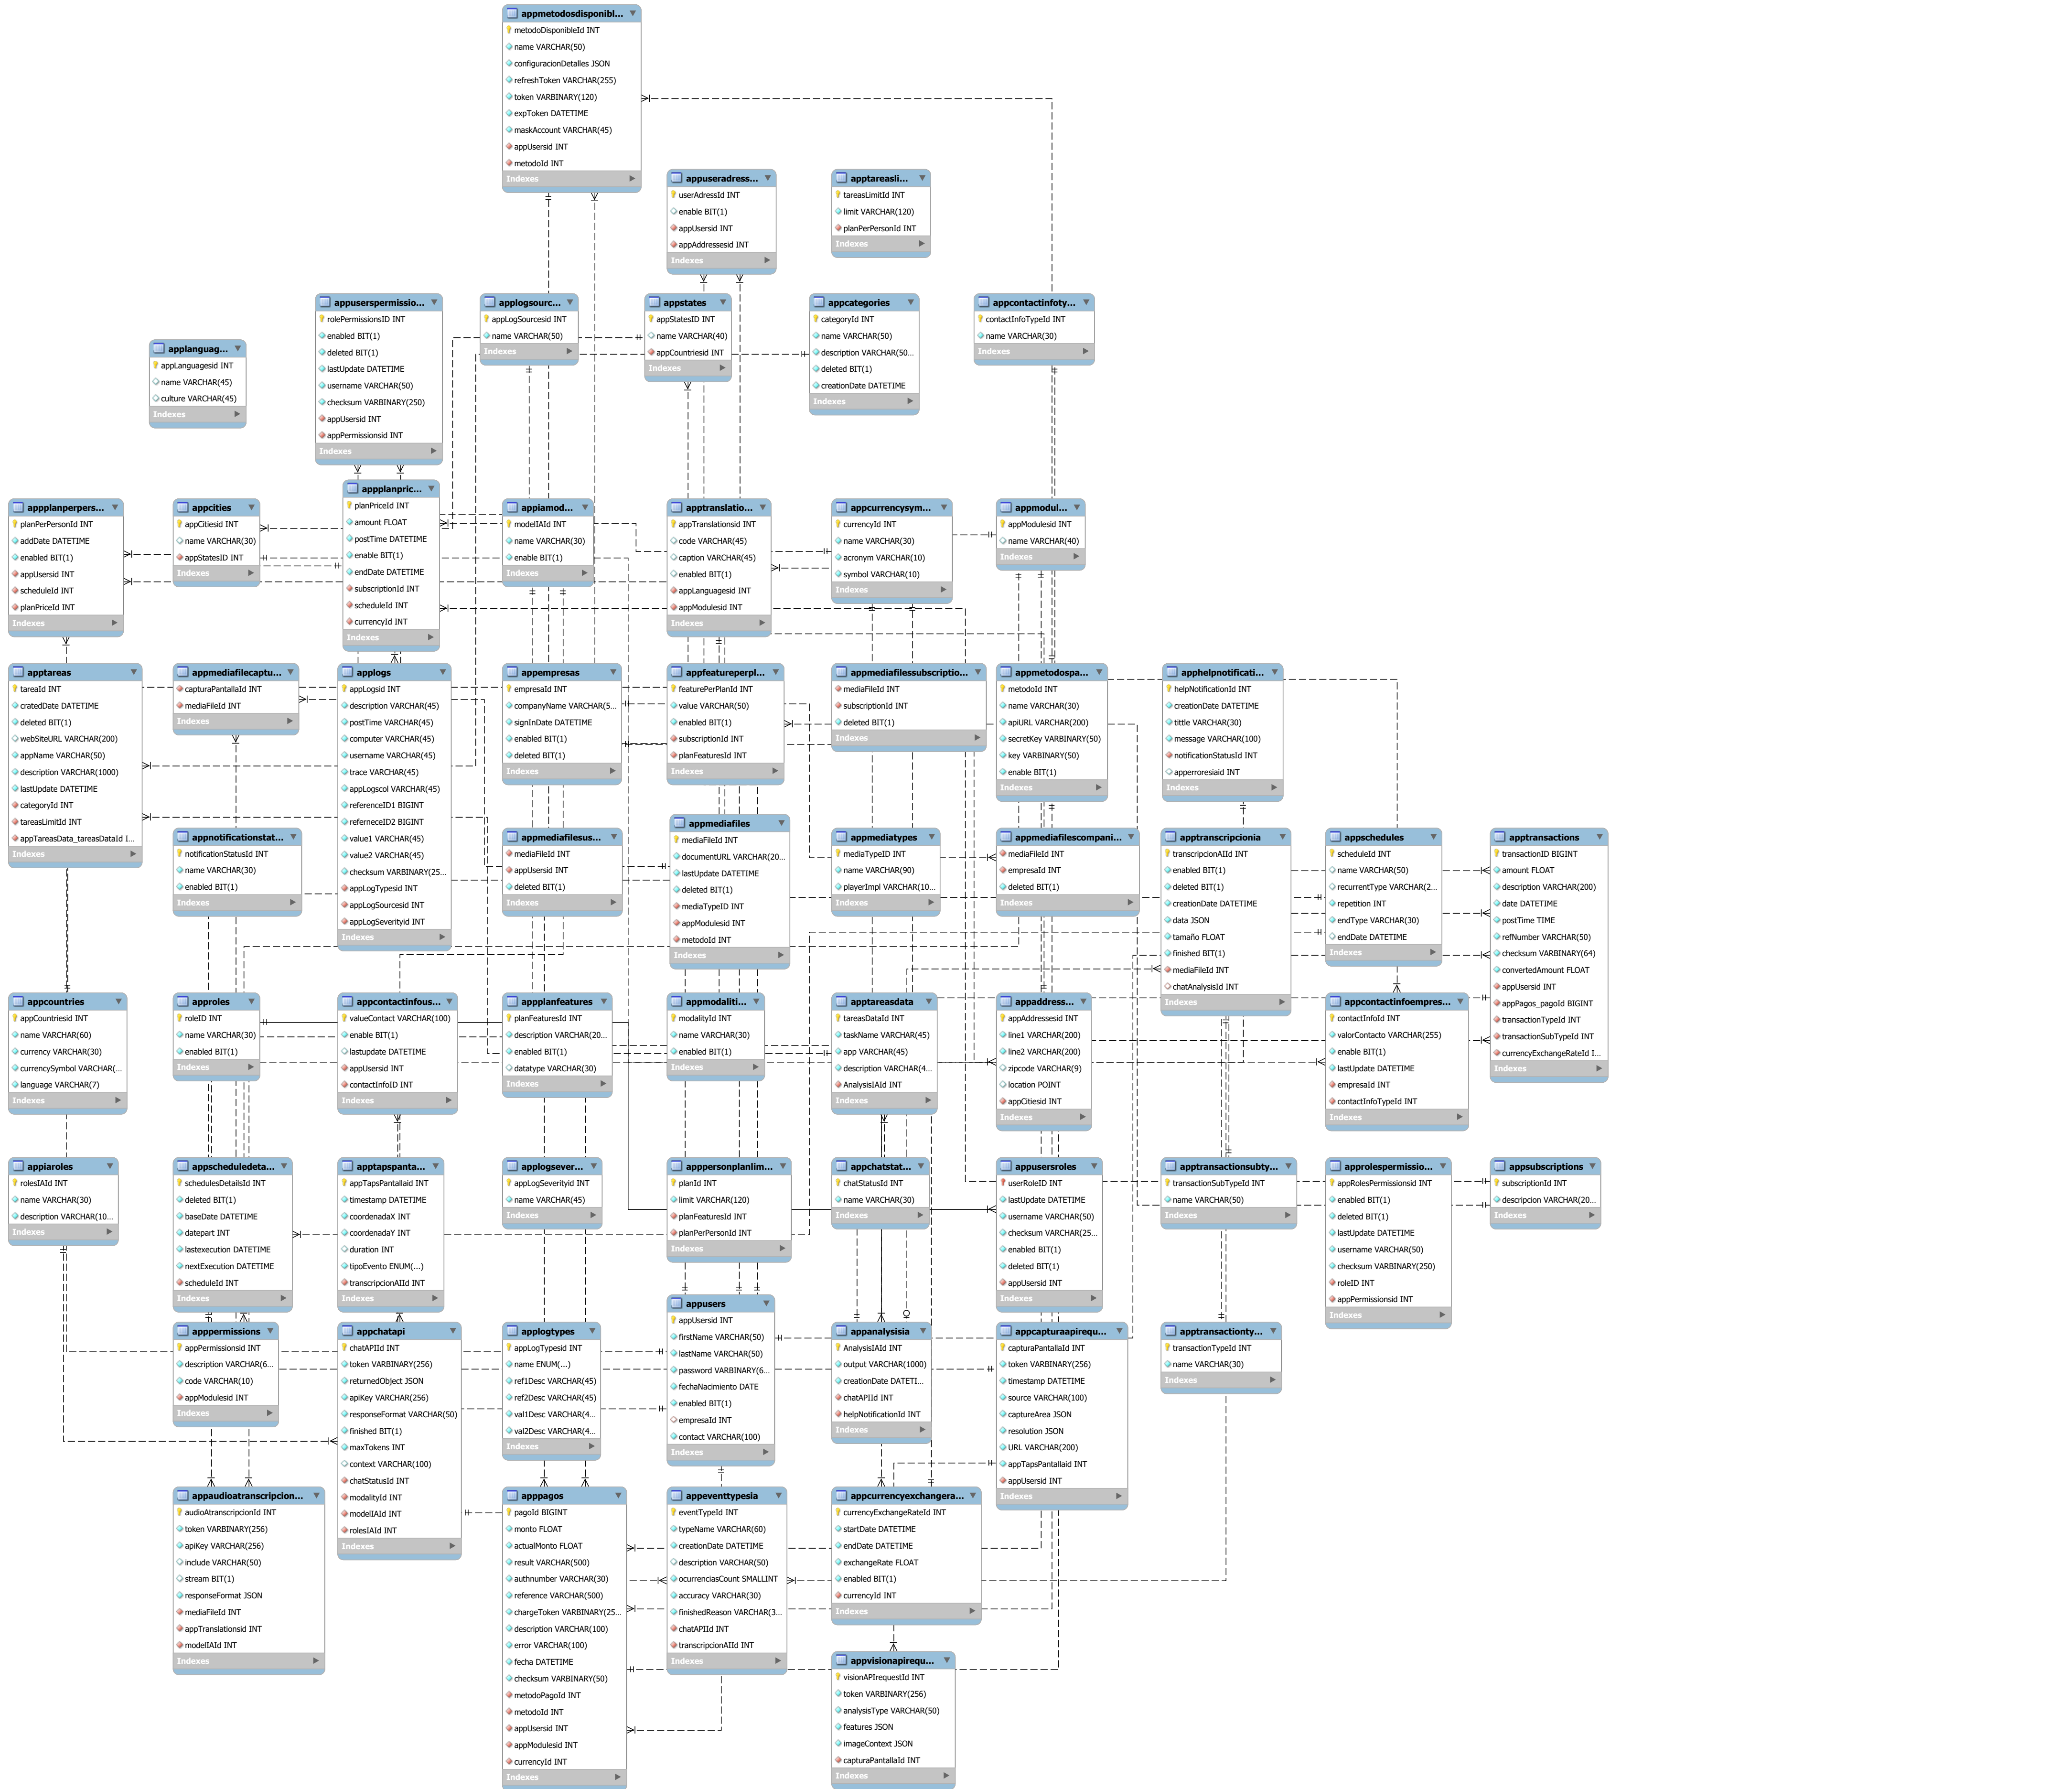 appmetodosdisponibl...
metodoDisponibleId INT
name VARCHAR(50)
configuracionDetalles JSON
refreshToken VARCHAR(255)
token VARBINARY(120)
expToken DATETIME
maskAccount VARCHAR(45)
appUsersid INT
metodoId INT
Indexes
appuseradress...
userAdressId INT
enable BIT(1)
appUsersid INT
appAddressesid INT
Indexes
apptareasli...
tareasLimitId INT
limit VARCHAR(120)
planPerPersonId INT
Indexes
applanguag...
appLanguagesid INT
name VARCHAR(45)
culture VARCHAR(45)
Indexes
appuserspermissio...
rolePermissionsID INT
enabled BIT(1)
deleted BIT(1)
lastUpdate DATETIME
username VARCHAR(50)
checksum VARBINARY(250)
appUsersid INT
appPermissionsid INT
Indexes
applogsourc...
appLogSourcesid INT
name VARCHAR(50)
Indexes
appstates
appStatesID INT
name VARCHAR(40)
appCountriesid INT
Indexes
appcategories
categoryId INT
name VARCHAR(50)
description VARCHAR(50...
deleted BIT(1)
creationDate DATETIME
Indexes
appcontactinfoty...
contactInfoTypeId INT
name VARCHAR(30)
Indexes
appplanperpers...
planPerPersonId INT
addDate DATETIME
enabled BIT(1)
appUsersid INT
scheduleId INT
planPriceId INT
Indexes
appcities
appCitiesid INT
name VARCHAR(30)
appStatesID INT
Indexes
appplanpric...
planPriceId INT
amount FLOAT
postTime DATETIME
enable BIT(1)
endDate DATETIME
subscriptionId INT
scheduleId INT
currencyId INT
Indexes
appiamod...
modelIAId INT
name VARCHAR(30)
enable BIT(1)
Indexes
apptranslatio...
appTranslationsid INT
code VARCHAR(45)
caption VARCHAR(45)
enabled BIT(1)
appLanguagesid INT
appModulesid INT
Indexes
appcurrencysym...
currencyId INT
name VARCHAR(30)
acronym VARCHAR(10)
symbol VARCHAR(10)
Indexes
appmodul...
appModulesid INT
name VARCHAR(40)
Indexes
apptareas
tareaId INT
cratedDate DATETIME
deleted BIT(1)
webSiteURL VARCHAR(200)
appName VARCHAR(50)
description VARCHAR(1000)
lastUpdate DATETIME
categoryId INT
tareasLimitId INT
appTareasData_tareasDataId I...
Indexes
appmediafilecaptu...
capturaPantallaId INT
mediaFileId INT
Indexes
applogs
appLogsid INT
description VARCHAR(45)
postTime VARCHAR(45)
computer VARCHAR(45)
username VARCHAR(45)
trace VARCHAR(45)
appLogscol VARCHAR(45)
referenceID1 BIGINT
referneceID2 BIGINT
value1 VARCHAR(45)
value2 VARCHAR(45)
checksum VARBINARY(25...
appLogTypesid INT
appLogSourcesid INT
appLogSeverityid INT
Indexes
appempresas
empresaId INT
companyName VARCHAR(5...
signInDate DATETIME
enabled BIT(1)
deleted BIT(1)
Indexes
appfeatureperpl...
featurePerPlanId INT
value VARCHAR(50)
enabled BIT(1)
subscriptionId INT
planFeaturesId INT
Indexes
appmediafilessubscriptio...
mediaFileId INT
subscriptionId INT
deleted BIT(1)
Indexes
appmetodospa...
metodoId INT
name VARCHAR(30)
apiURL VARCHAR(200)
secretKey VARBINARY(50)
key VARBINARY(50)
enable BIT(1)
Indexes
apphelpnotificati...
helpNotificationId INT
creationDate DATETIME
tittle VARCHAR(30)
message VARCHAR(100)
notificationStatusId INT
apperroresiaid INT
Indexes
appnotificationstat...
notificationStatusId INT
name VARCHAR(30)
enabled BIT(1)
Indexes
appmediafilesus...
mediaFileId INT
appUsersid INT
deleted BIT(1)
Indexes
appmediafiles
mediaFileId INT
documentURL VARCHAR(20...
lastUpdate DATETIME
deleted BIT(1)
mediaTypeID INT
appModulesid INT
metodoId INT
Indexes
appmediatypes
mediaTypeID INT
name VARCHAR(90)
playerImpl VARCHAR(10...
Indexes
appmediafilescompani...
mediaFileId INT
empresaId INT
deleted BIT(1)
Indexes
apptranscripcionia
transcripcionAIId INT
enabled BIT(1)
deleted BIT(1)
creationDate DATETIME
data JSON
tamaño FLOAT
finished BIT(1)
mediaFileId INT
chatAnalysisId INT
Indexes
appschedules
scheduleId INT
name VARCHAR(50)
recurrentType VARCHAR(2...
repetition INT
endType VARCHAR(30)
endDate DATETIME
Indexes
apptransactions
transactionID BIGINT
amount FLOAT
description VARCHAR(200)
date DATETIME
postTime TIME
refNumber VARCHAR(50)
checksum VARBINARY(64)
convertedAmount FLOAT
appUsersid INT
appPagos_pagoId BIGINT
transactionTypeId INT
transactionSubTypeId INT
currencyExchangeRateId I...
Indexes
appcountries
appCountriesid INT
name VARCHAR(60)
currency VARCHAR(30)
currencySymbol VARCHAR(...
language VARCHAR(7)
Indexes
approles
roleID INT
name VARCHAR(30)
enabled BIT(1)
Indexes
appcontactinfous...
valueContact VARCHAR(100)
enable BIT(1)
lastupdate DATETIME
appUsersid INT
contactInfoID INT
Indexes
appplanfeatures
planFeaturesId INT
description VARCHAR(20...
enabled BIT(1)
datatype VARCHAR(30)
Indexes
appmodaliti...
modalityId INT
name VARCHAR(30)
enabled BIT(1)
Indexes
apptareasdata
tareasDataId INT
taskName VARCHAR(45)
app VARCHAR(45)
description VARCHAR(4...
AnalysisIAId INT
Indexes
appaddress...
appAddressesid INT
line1 VARCHAR(200)
line2 VARCHAR(200)
zipcode VARCHAR(9)
location POINT
appCitiesid INT
Indexes
appcontactinfoempres...
contactInfoId INT
valorContacto VARCHAR(255)
enable BIT(1)
lastUpdate DATETIME
empresaId INT
contactInfoTypeId INT
Indexes
appiaroles
rolesIAId INT
name VARCHAR(30)
description VARCHAR(10...
Indexes
appscheduledeta...
schedulesDetailsId INT
deleted BIT(1)
baseDate DATETIME
datepart INT
lastexecution DATETIME
nextExecution DATETIME
scheduleId INT
Indexes
apptapspanta...
appTapsPantallaid INT
timestamp DATETIME
coordenadaX INT
coordenadaY INT
duration INT
tipoEvento ENUM(...)
transcripcionAIId INT
Indexes
applogsever...
appLogSeverityid INT
name VARCHAR(45)
Indexes
apppersonplanlim...
planId INT
limit VARCHAR(120)
planFeaturesId INT
planPerPersonId INT
Indexes
appchatstat...
chatStatusId INT
name VARCHAR(30)
Indexes
appusersroles
userRoleID INT
lastUpdate DATETIME
username VARCHAR(50)
checksum VARCHAR(25...
enabled BIT(1)
deleted BIT(1)
appUsersid INT
Indexes
apptransactionsubty...
transactionSubTypeId INT
name VARCHAR(50)
Indexes
approlespermissio...
appRolesPermissionsid INT
enabled BIT(1)
deleted BIT(1)
lastUpdate DATETIME
username VARCHAR(50)
checksum VARBINARY(250)
roleID INT
appPermissionsid INT
Indexes
appsubscriptions
subscriptionId INT
descripcion VARCHAR(20...
Indexes
apppermissions
appPermissionsid INT
description VARCHAR(6...
code VARCHAR(10)
appModulesid INT
Indexes
appchatapi
chatAPIId INT
token VARBINARY(256)
returnedObject JSON
apiKey VARCHAR(256)
responseFormat VARCHAR(50)
finished BIT(1)
maxTokens INT
context VARCHAR(100)
chatStatusId INT
modalityId INT
modelIAId INT
rolesIAId INT
Indexes
applogtypes
appLogTypesid INT
name ENUM(...)
ref1Desc VARCHAR(45)
ref2Desc VARCHAR(45)
val1Desc VARCHAR(4...
val2Desc VARCHAR(4...
Indexes
appusers
appUsersid INT
firstName VARCHAR(50)
lastName VARCHAR(50)
password VARBINARY(6...
fechaNacimiento DATE
enabled BIT(1)
empresaId INT
contact VARCHAR(100)
Indexes
appanalysisia
AnalysisIAId INT
output VARCHAR(1000)
creationDate DATETI...
chatAPIId INT
helpNotificationId INT
Indexes
appcapturaapirequ...
capturaPantallaId INT
token VARBINARY(256)
timestamp DATETIME
source VARCHAR(100)
captureArea JSON
resolution JSON
URL VARCHAR(200)
appTapsPantallaid INT
appUsersid INT
Indexes
apptransactionty...
transactionTypeId INT
name VARCHAR(30)
Indexes
appaudioatranscripcion...
audioAtranscripcionId INT
token VARBINARY(256)
apiKey VARCHAR(256)
include VARCHAR(50)
stream BIT(1)
responseFormat JSON
mediaFileId INT
appTranslationsid INT
modelIAId INT
Indexes
apppagos
pagoId BIGINT
monto FLOAT
actualMonto FLOAT
result VARCHAR(500)
authnumber VARCHAR(30)
reference VARCHAR(500)
chargeToken VARBINARY(25...
description VARCHAR(100)
error VARCHAR(100)
fecha DATETIME
checksum VARBINARY(50)
metodoPagoId INT
metodoId INT
appUsersid INT
appModulesid INT
currencyId INT
Indexes
appeventtypesia
eventTypeId INT
typeName VARCHAR(60)
creationDate DATETIME
description VARCHAR(50)
ocurrenciasCount SMALLINT
accuracy VARCHAR(30)
finishedReason VARCHAR(3...
chatAPIId INT
transcripcionAIId INT
Indexes
appcurrencyexchangera...
currencyExchangeRateId INT
startDate DATETIME
endDate DATETIME
exchangeRate FLOAT
enabled BIT(1)
currencyId INT
Indexes
appvisionapirequ...
visionAPIrequestId INT
token VARBINARY(256)
analysisType VARCHAR(50)
features JSON
imageContext JSON
capturaPantallaId INT
Indexes